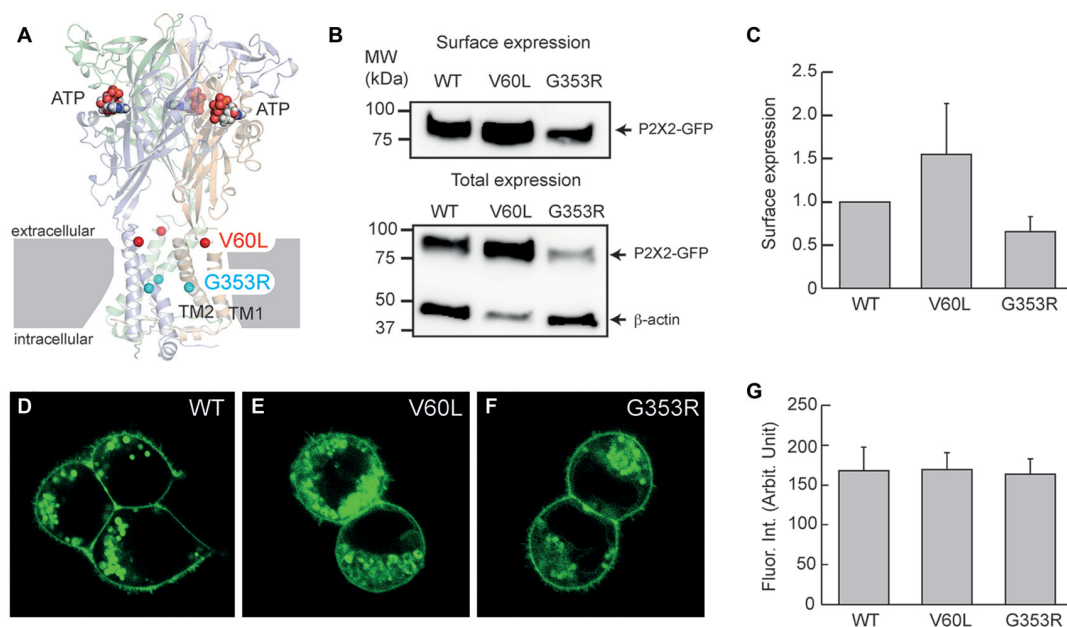 A
ATP
ATP
extracellular
V60L
G353R
TM2 TM1
intracellular
B
MW
(kDa)
Surface expression
WT V60L G353R
100
75
P2X2-GFP
Total expression
WT V60L G353R
100
75
P2X2-GFP
50
37
β-actin
C
Surface expression
2.5
2.0
1.5
1.0
0.5
0
WT V60L G353R
D WT
E V60L
F G353R
G
Fluor. Int. (Arbit. Unit)
250
200
150
100
50
0
WT V60L G353R